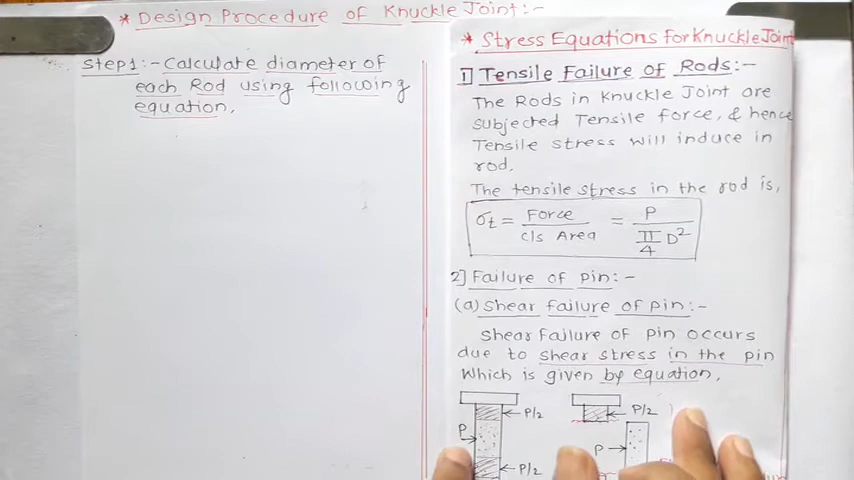 * Design Procedure of Knuckle Joint:-
Step1:- Calculate diameter of
each Rod using following
equation,
* Stress Equations For Knuckle Joint
1] Tensile Failure of Rods:-
The Rods in Knuckle Joint are
subjected Tensile force, & hence
Tensile stress will induce in
rod.
The tensile stress in the rod is,
σt = Force / c/s Area = P / π/4 D²
2] Failure of pin:-
(a) Shear failure of pin:-
Shear Failure of pin occurs
due to shear stress in the pin
Which is given by equation,
P/2 P/2
P P
P/2